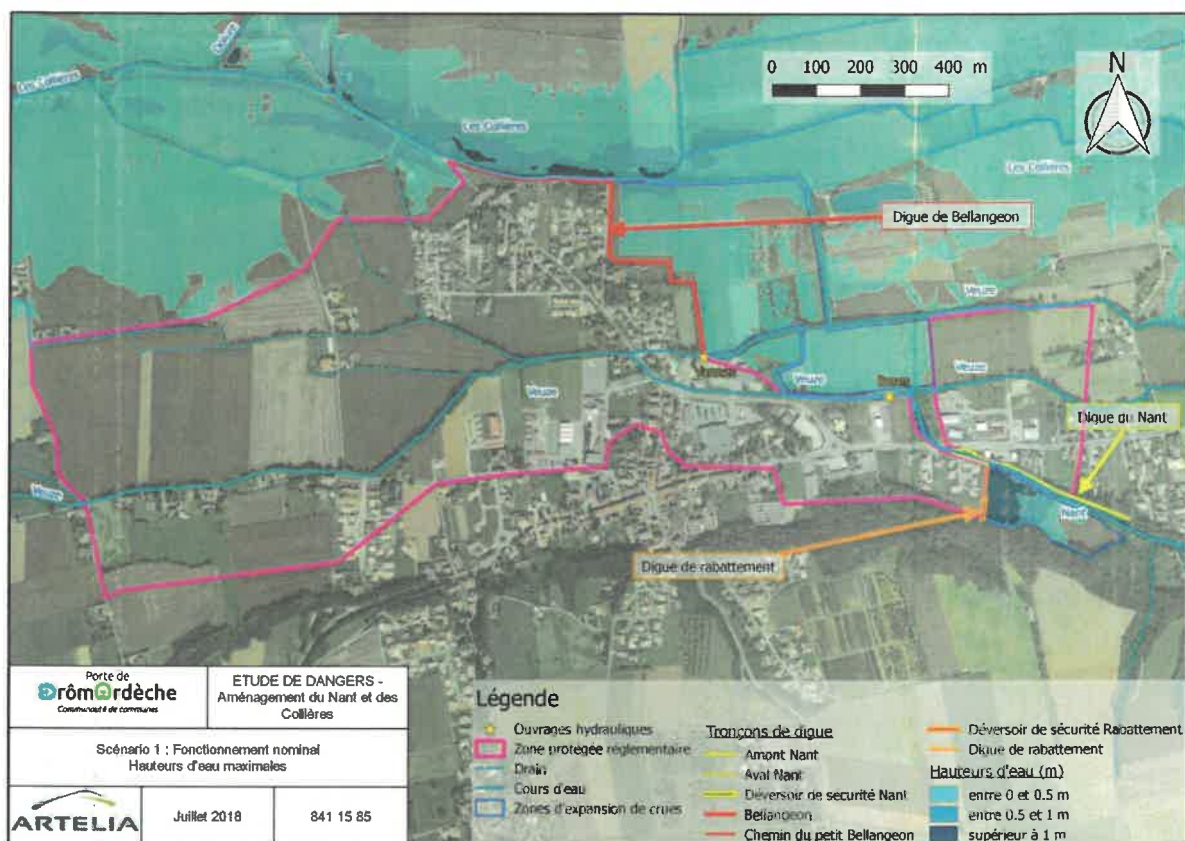 Drain
Les Collières
Les Collières
Les Collières
0 100 200 300 400 m
N
Digue de Bellangeon
Veuze
Veuze
Veuze
Veuze
Veuze
Digue du Nant
Nant
Digue de rabattement
Porte de
DrômArdèche
Communauté de communes
ETUDE DE DANGERS -
Aménagement du Nant et des
Collières
Scénario 1 : Fonctionnement nominal
Hauteurs d'eau maximales
ARTELIA
Juillet 2018
841 15 85
Légende
Ouvrages hydrauliques
Zone protégée réglementaire
Drain
Cours d'eau
Zones d'expansion de crues
Tronçons de digue
Amont Nant
Aval Nant
Déversoir de sécurité Nant
Bellangeon
Chemin du petit Bellangeon
Déversoir de sécurité Rabattement
Digue de rabattement
Hauteurs d'eau (m)
entre 0 et 0.5 m
entre 0.5 et 1 m
supérieur à 1 m